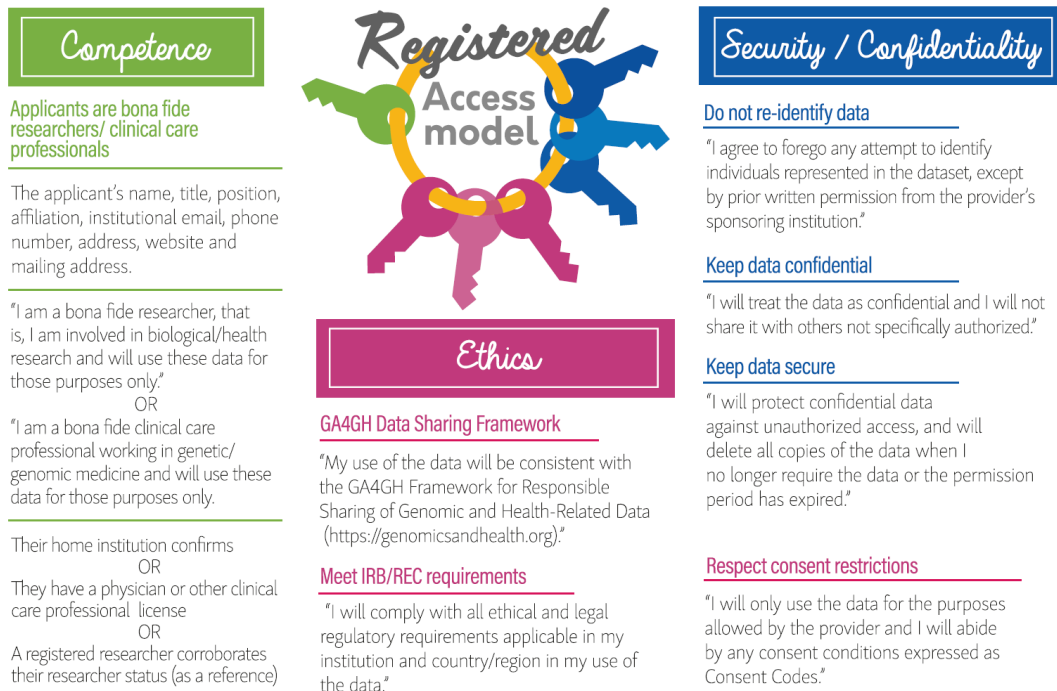 Competence
Applicants are bona fide
researchers/ clinical care
professionals
The applicant's name, title, position,
affiliation, institutional email, phone
number, address, website and
mailing address.
"I am a bona fide researcher, that
is, I am involved in biological/health
research and will use these data for
those purposes only."
OR
"I am a bona fide clinical care
professional working in genetic/
genomic medicine and will use these
data for those purposes only.
Their home institution confirms
OR
They have a physician or other clinical
care professional license
OR
A registered researcher corroborates
their researcher status (as a reference)
Registered
Access
model
Ethics
GA4GH Data Sharing Framework
"My use of the data will be consistent with
the GA4GH Framework for Responsible
Sharing of Genomic and Health-Related Data
(https://genomicsandhealth.org)."
Meet IRB/REC requirements
"I will comply with all ethical and legal
regulatory requirements applicable in my
institution and country/region in my use of
the data."
Security / Confidentiality
Do not re-identify data
"I agree to forego any attempt to identify
individuals represented in the dataset, except
by prior written permission from the provider's
sponsoring institution."
Keep data confidential
"I will treat the data as confidential and I will not
share it with others not specifically authorized."
Keep data secure
"I will protect confidential data
against unauthorized access, and will
delete all copies of the data when I
no longer require the data or the permission
period has expired."
Respect consent restrictions
"I will only use the data for the purposes
allowed by the provider and I will abide
by any consent conditions expressed as
Consent Codes."